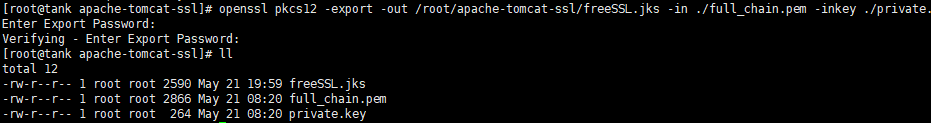 [root@tank apache-tomcat-ssl]# openssl pkcs12 -export -out /root/apache-tomcat-ssl/freeSSL.jks -in ./full_chain.pem -inkey ./private.
Enter Export Password:
Verifying - Enter Export Password:
[root@tank apache-tomcat-ssl]# ll
total 12
-rw-r--r-- 1 root root 2590 May 21 19:59 freeSSL.jks
-rw-r--r-- 1 root root 2866 May 21 08:20 full_chain.pem
-rw-r--r-- 1 root root  264 May 21 08:20 private.key